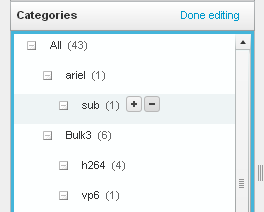 Categories Done editing
All (43)
ariel (1)
sub (1)
Bulk3 (6)
h264 (4)
vp6 (1)